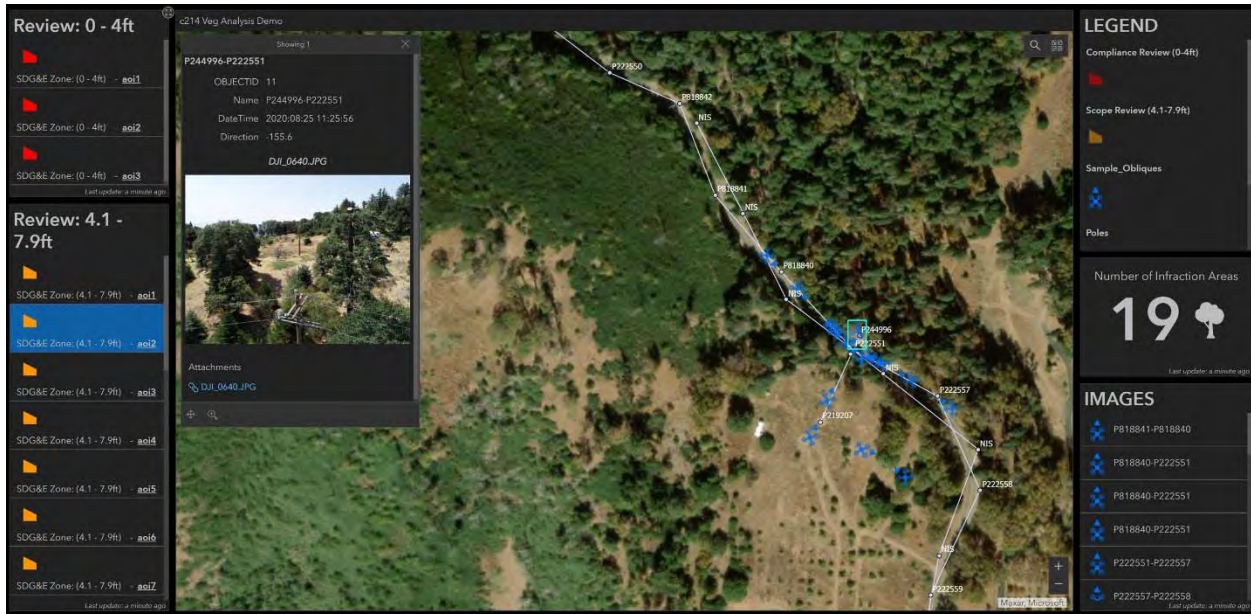 Review: 0 - 4ft
SDG&E Zone: (0 - 4ft) - aoi1
SDG&E Zone: (0 - 4ft) - aoi2
SDG&E Zone: (0 - 4ft) - aoi3
Last update: a minute ago
Review: 4.1 -
7.9ft
SDG&E Zone: (4.1 - 7.9ft) - aoi1
SDG&E Zone: (4.1 - 7.9ft) - aoi2
SDG&E Zone: (4.1 - 7.9ft) - aoi3
SDG&E Zone: (4.1 - 7.9ft) - aoi4
SDG&E Zone: (4.1 - 7.9ft) - aoi5
SDG&E Zone: (4.1 - 7.9ft) - aoi6
SDG&E Zone: (4.1 - 7.9ft) - aoi7
Last update: a minute ago
c214 Veg Analysis Demo
Showing 1
P244996-P222551
OBJECTID 11
Name P244996-P222551
DateTime 2020:08:25 11:25:56
Direction -155.6
DJI_0640.JPG
Attachments
DJI_0640.JPG
P222550
P818842
NIS
P818841
NIS
P818840
NIS
P244996
P222551
NIS
P222557
P219207
NIS
P222558
NIS
P222559
+
−
Maxar, Microsoft
LEGEND
Compliance Review (0-4ft)
Scope Review (4.1-7.9ft)
Sample_Obliques
Poles
Number of Infraction Areas
19
Last update: a minute ago
IMAGES
P818841-P818840
P818840-P222551
P818840-P222551
P818840-P222551
P222551-P222557
P222557-P222558
Last update: a minute ago